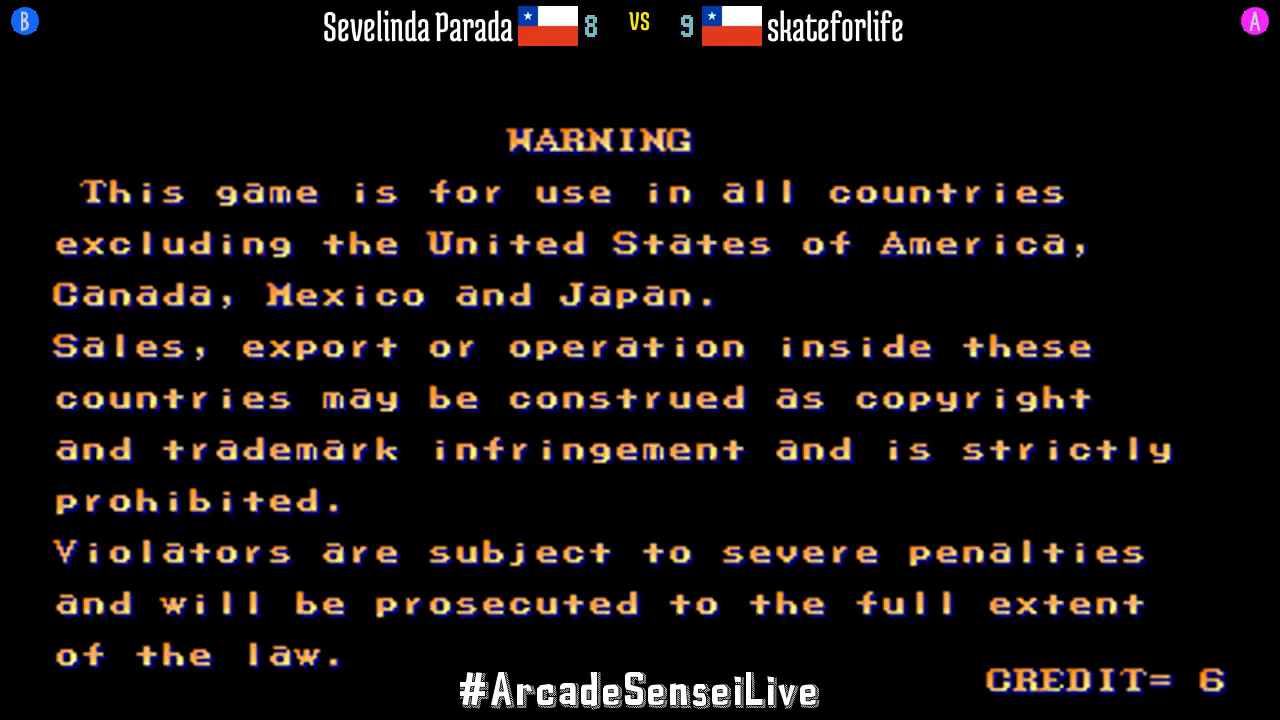 B
Sevelinda Parada 8 VS 9 skateforlife
A
WARNING
This game is for use in all countries
excluding the United States of America,
Canada, Mexico and Japan.
Sales, export or operation inside these
countries may be construed as copyright
and trademark infringement and is strictly
prohibited.
Violators are subject to severe penalties
and will be prosecuted to the full extent
of the law.
#ArcadeSenseiLive
CREDIT= 6